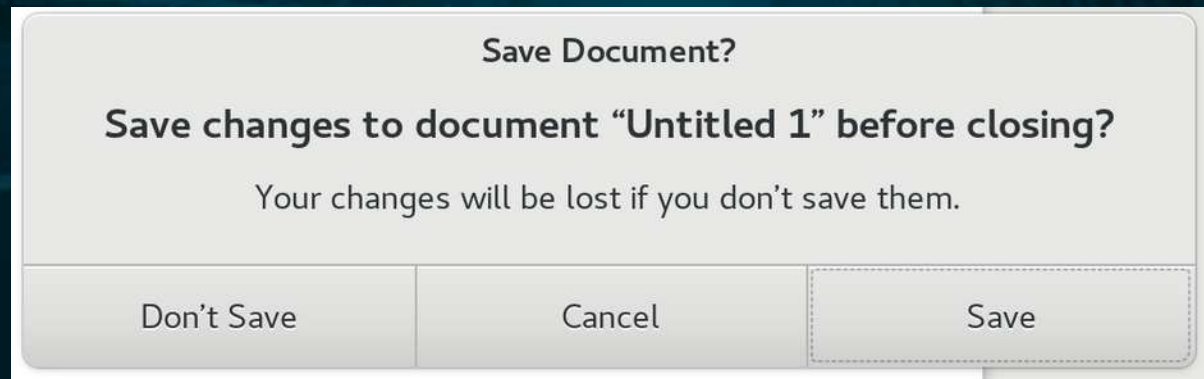 Save Document?
Save changes to document “Untitled 1” before closing?
Your changes will be lost if you don’t save them.
Don’t Save
Cancel
Save